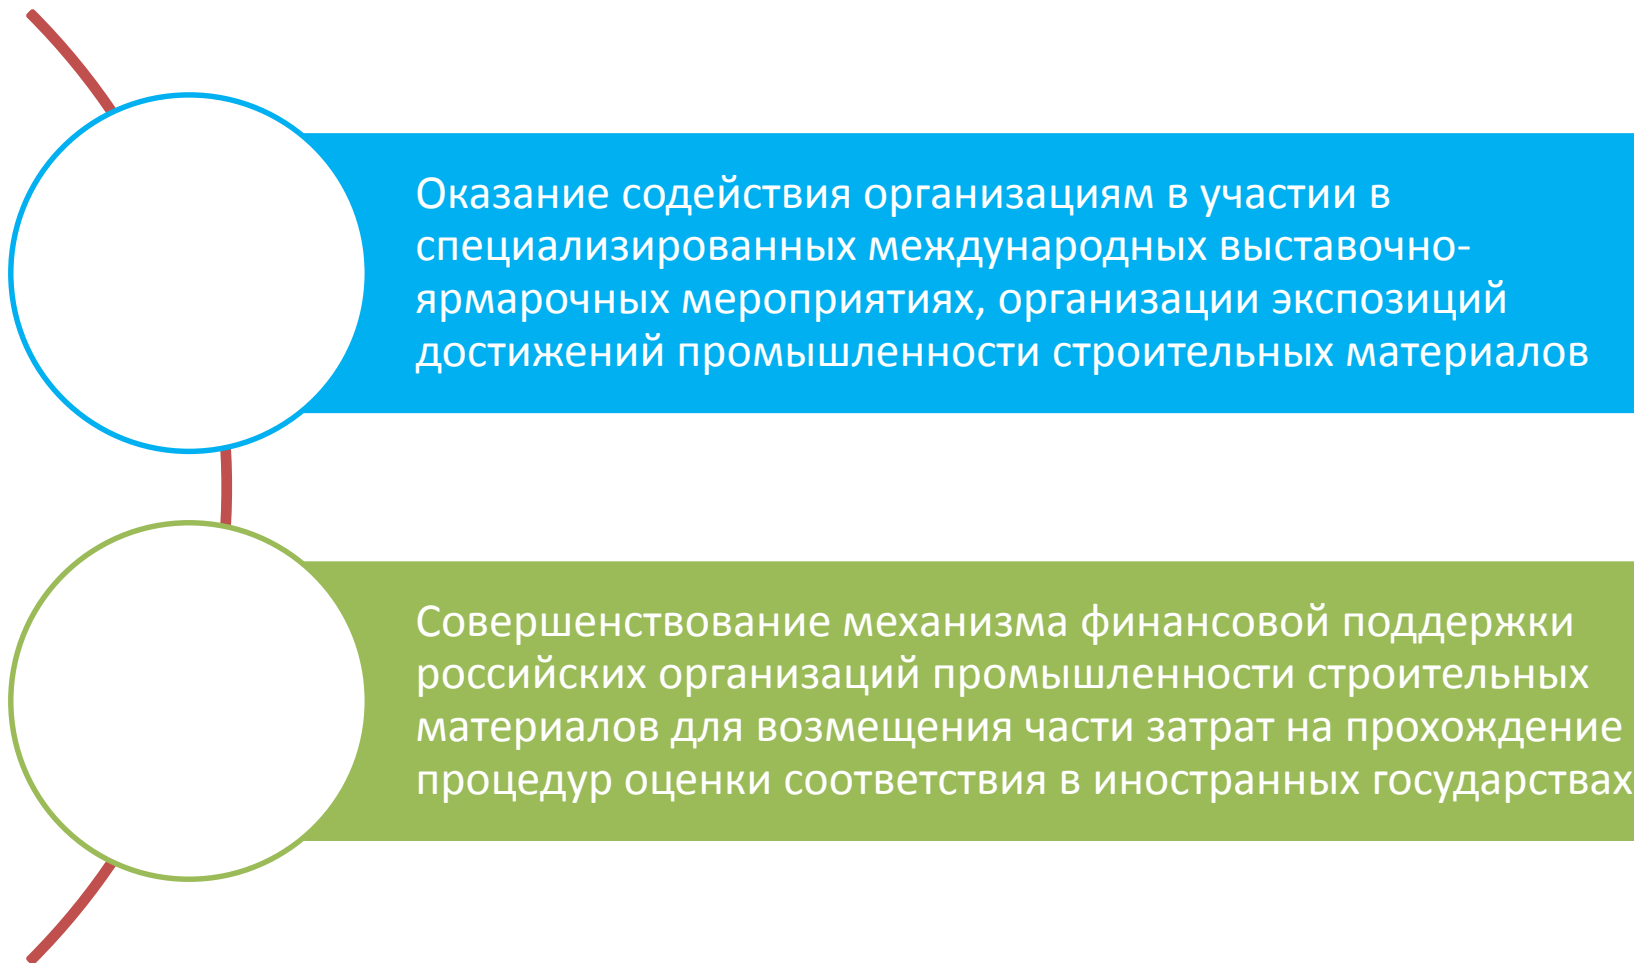 Оказание содействия организациям в участии в
специализированных международных выставочно-
ярмарочных мероприятиях, организации экспозиций
достижений промышленности строительных материалов
Совершенствование механизма финансовой поддержки
российских организаций промышленности строительных
материалов для возмещения части затрат на прохождение
процедур оценки соответствия в иностранных государствах